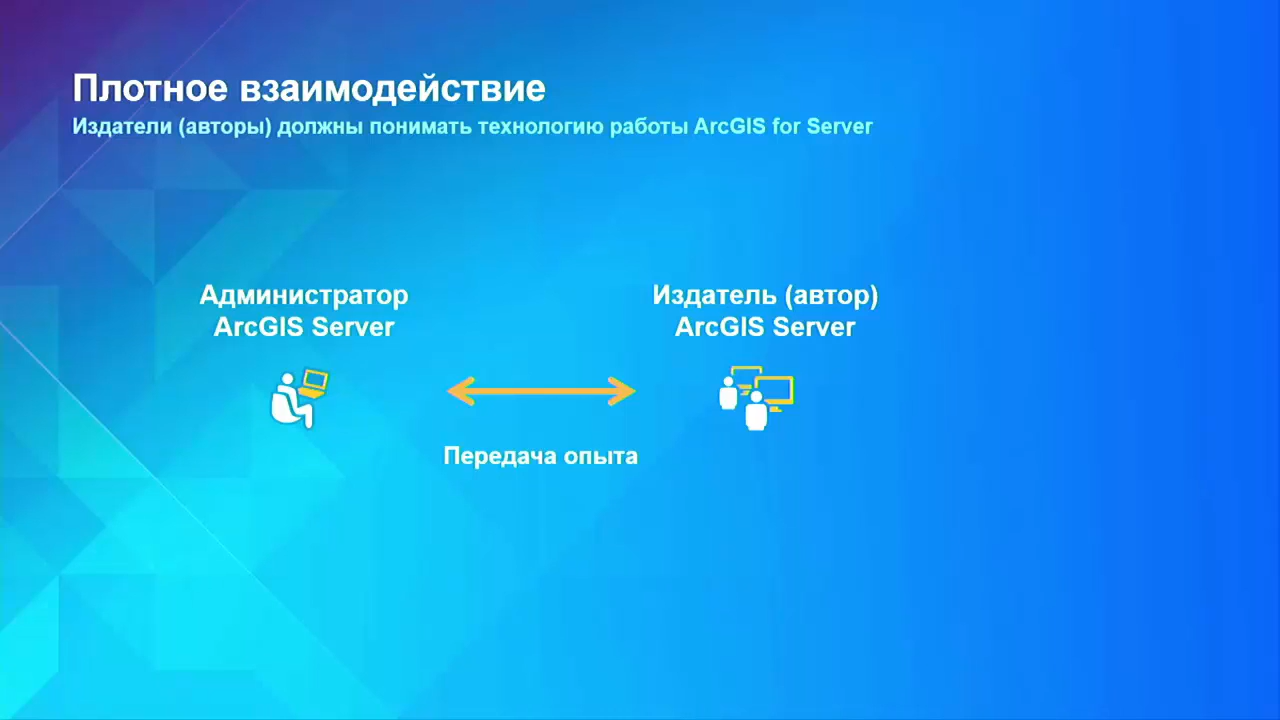 Плотное взаимодействие
Издатели (авторы) должны понимать технологию работы ArcGIS for Server
Администратор
ArcGIS Server
Издатель (автор)
ArcGIS Server
Передача опыта